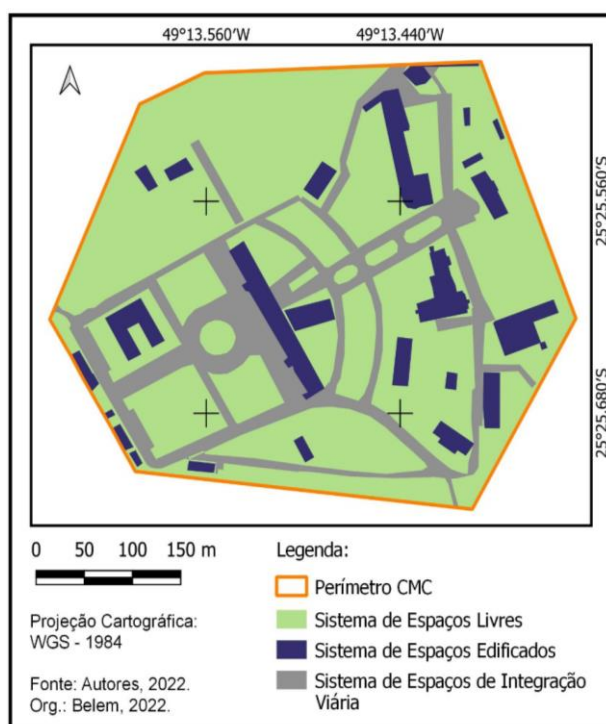 49°13.560'W 49°13.440'W
25°25.560'S
25°25.680'S
0 50 100 150 m
Projeção Cartográfica:
WGS - 1984
Fonte: Autores, 2022.
Org.: Belem, 2022.
Legenda:
Perímetro CMC
Sistema de Espaços Livres
Sistema de Espaços Edificados
Sistema de Espaços de Integração
Viária